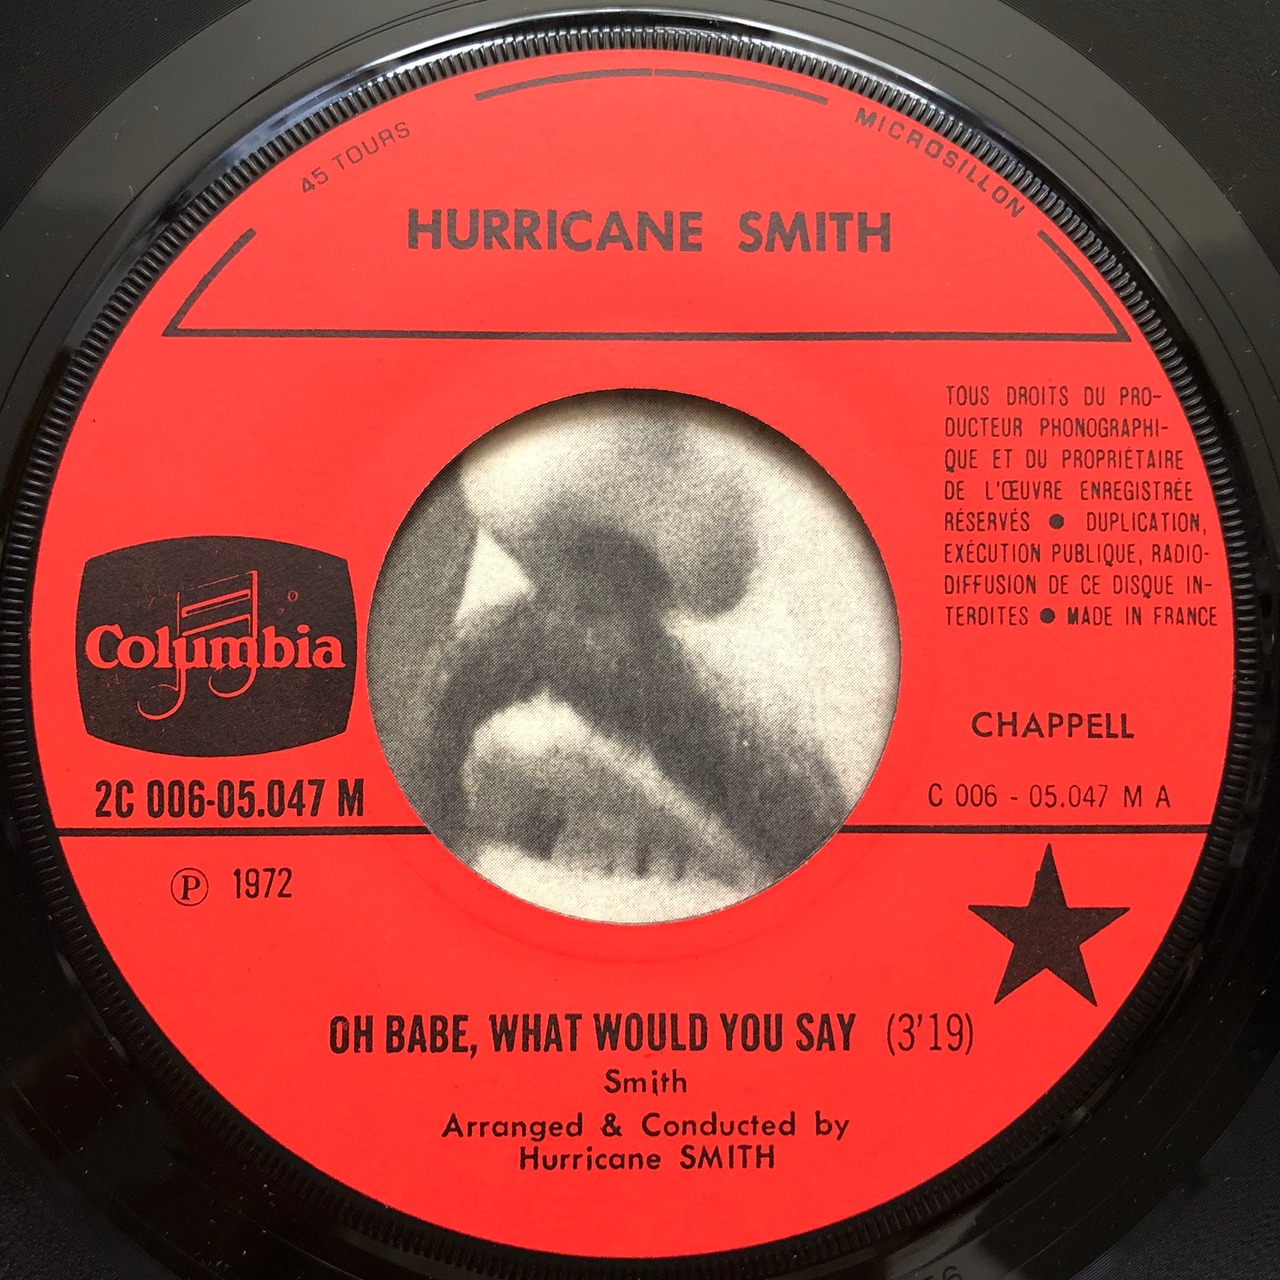 45 TOURS
MICROSILLON
HURRICANE SMITH
TOUS DROITS DU PRO-
DUCTEUR PHONOGRAPHI-
QUE ET DU PROPRIÉTAIRE
DE L'ŒUVRE ENREGISTRÉE
RÉSERVÉS ● DUPLICATION,
EXÉCUTION PUBLIQUE, RADIO-
DIFFUSION DE CE DISQUE IN-
TERDITES ● MADE IN FRANCE
Columbia
CHAPPELL
2C 006-05.047 M
C 006 - 05.047 M A
Ⓟ 1972
OH BABE, WHAT WOULD YOU SAY (3'19)
Smith
Arranged & Conducted by
Hurricane SMITH